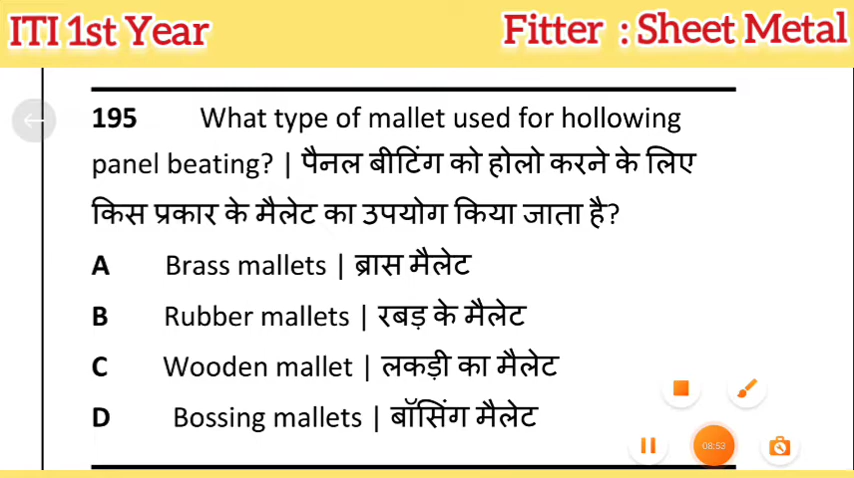 ITI 1st Year Fitter : Sheet Metal
195 What type of mallet used for hollowing
panel beating? | पैनल बीटिंग को होलो करने के लिए
किस प्रकार के मैलेट का उपयोग किया जाता है?
A Brass mallets | ब्रास मैलेट
B Rubber mallets | रबड़ के मैलेट
C Wooden mallet | लकड़ी का मैलेट
D Bossing mallets | बॉसिंग मैलेट
08:53